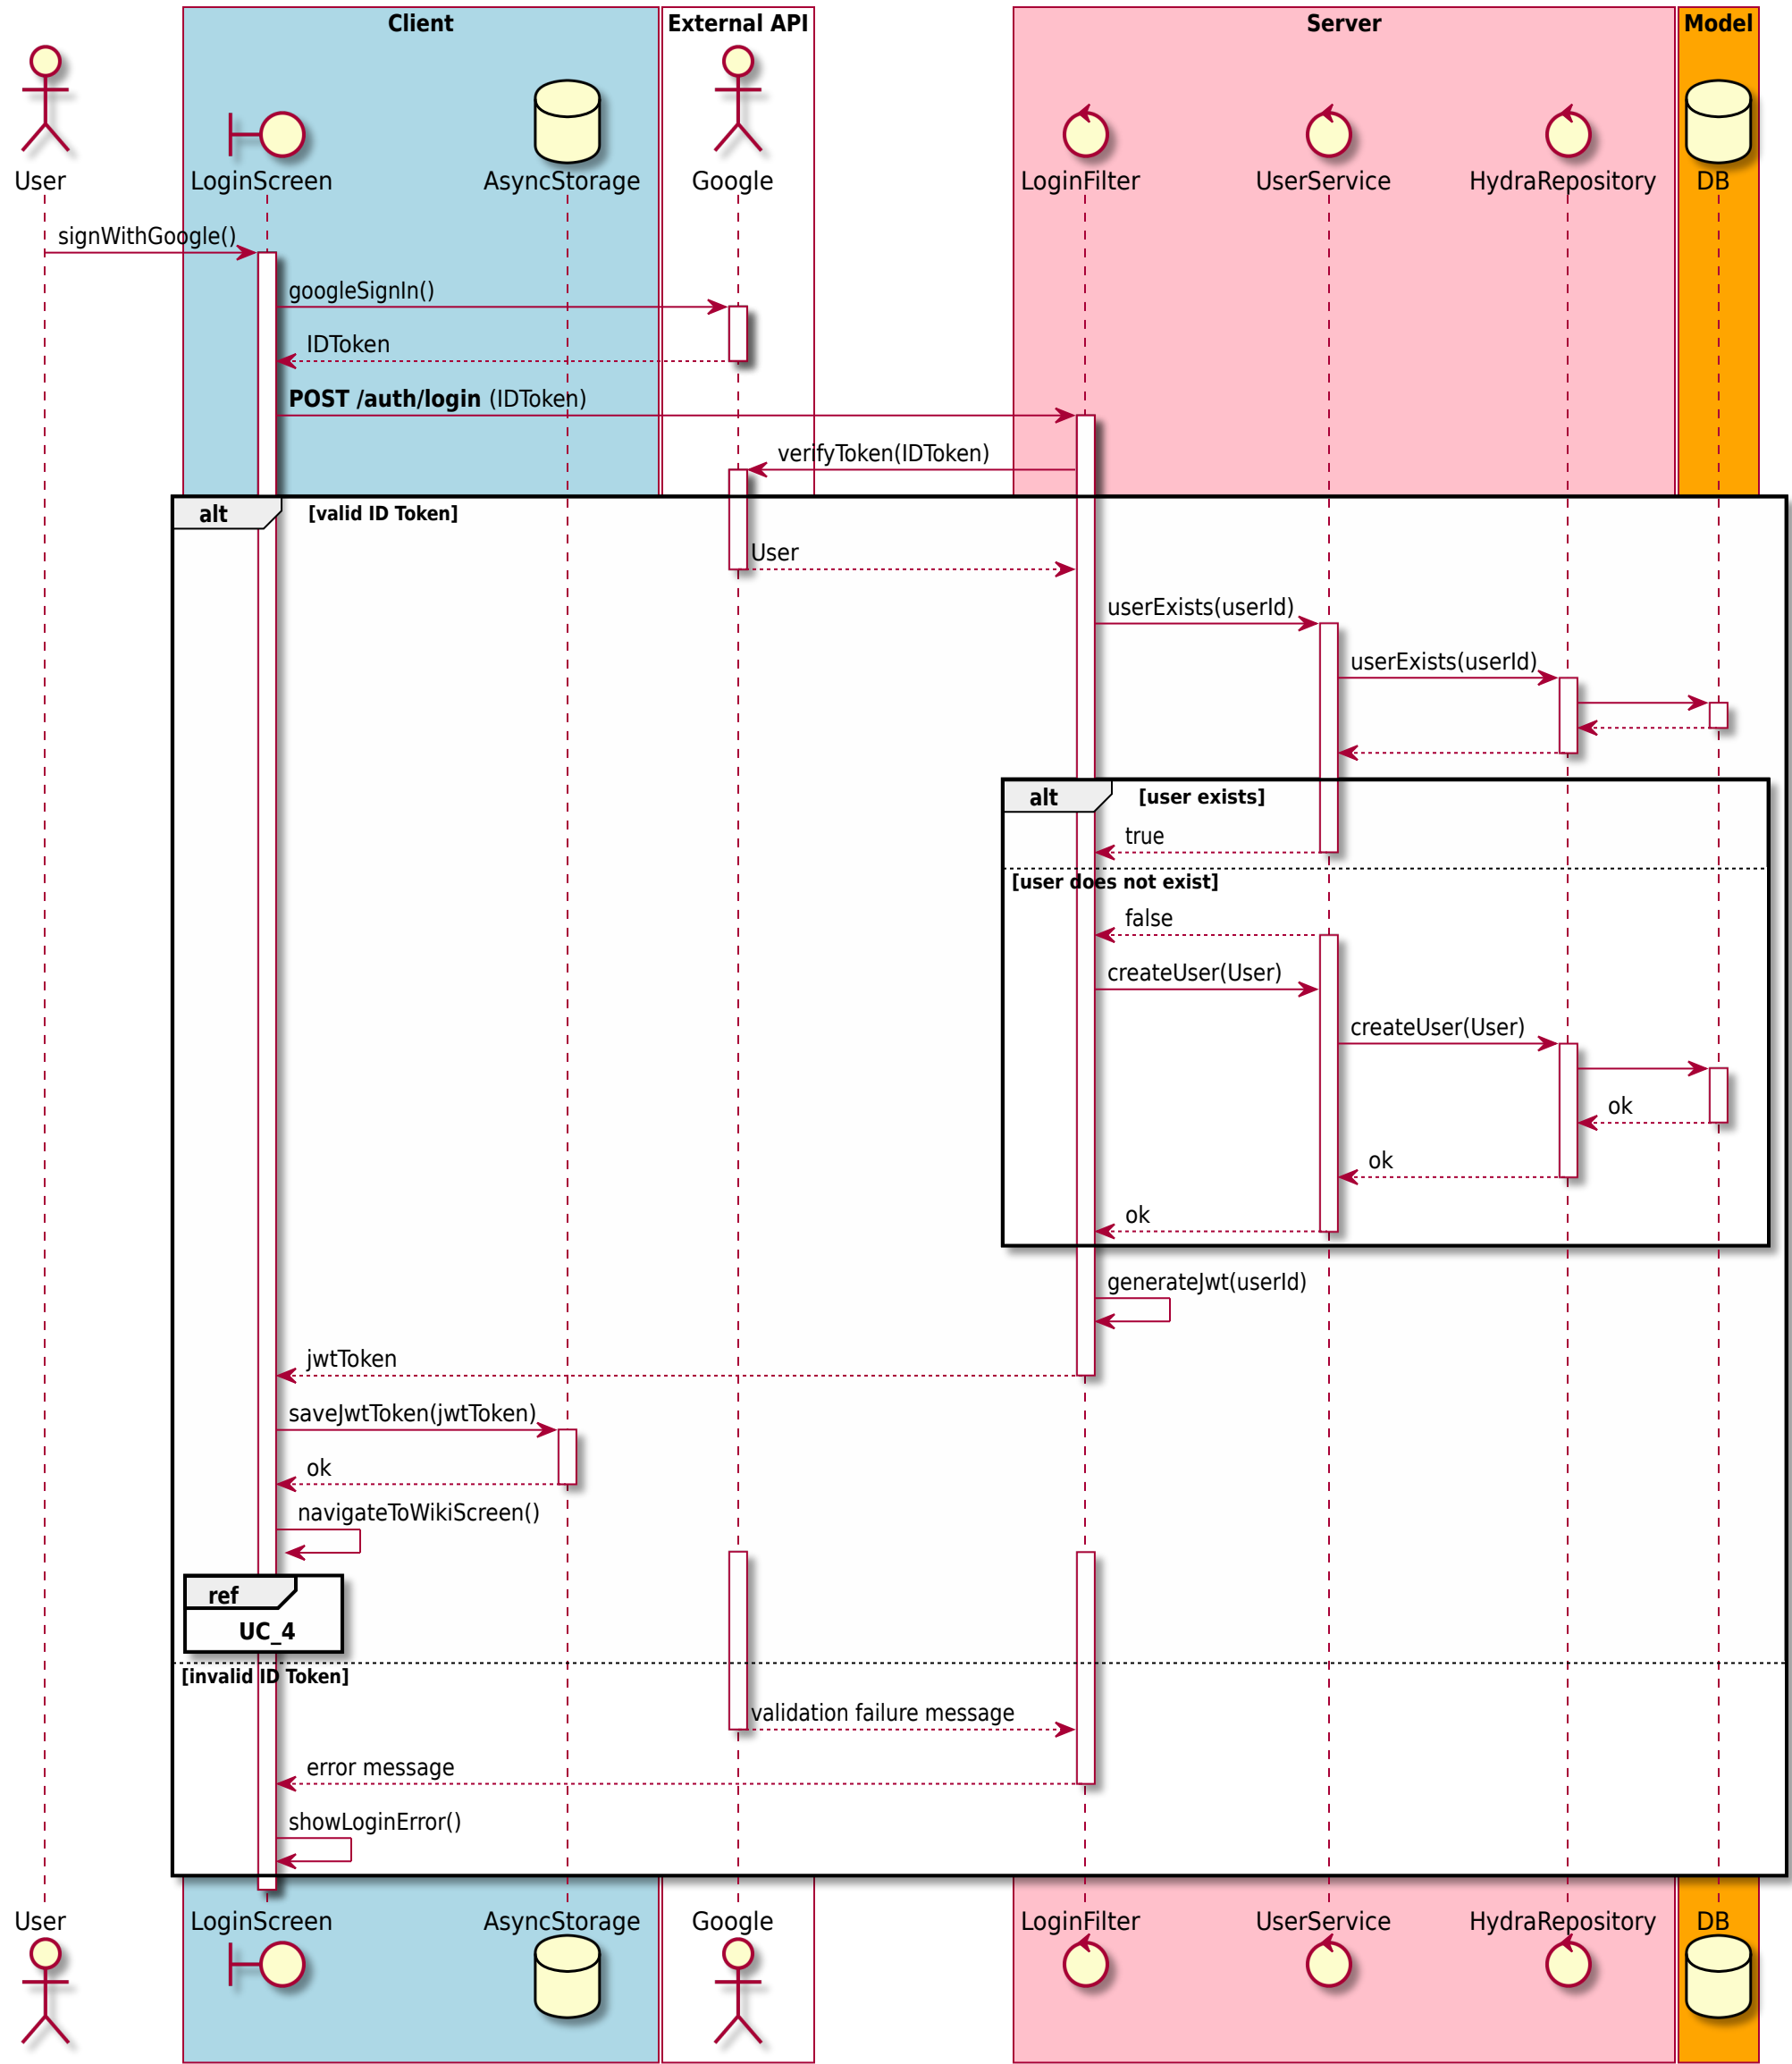 Client
External API
Server
Model
User
LoginScreen
AsyncStorage
Google
LoginFilter
UserService
HydraRepository
DB
signWithGoogle()
googleSignIn()
IDToken
POST /auth/login (IDToken)
verifyToken(IDToken)
alt [valid ID Token]
User
userExists(userId)
userExists(userId)
alt [user exists]
true
[user does not exist]
false
createUser(User)
createUser(User)
ok
ok
ok
generateJwt(userId)
jwtToken
saveJwtToken(jwtToken)
ok
navigateToWikiScreen()
ref
UC_4
[invalid ID Token]
validation failure message
error message
showLoginError()
User
LoginScreen
AsyncStorage
Google
LoginFilter
UserService
HydraRepository
DB